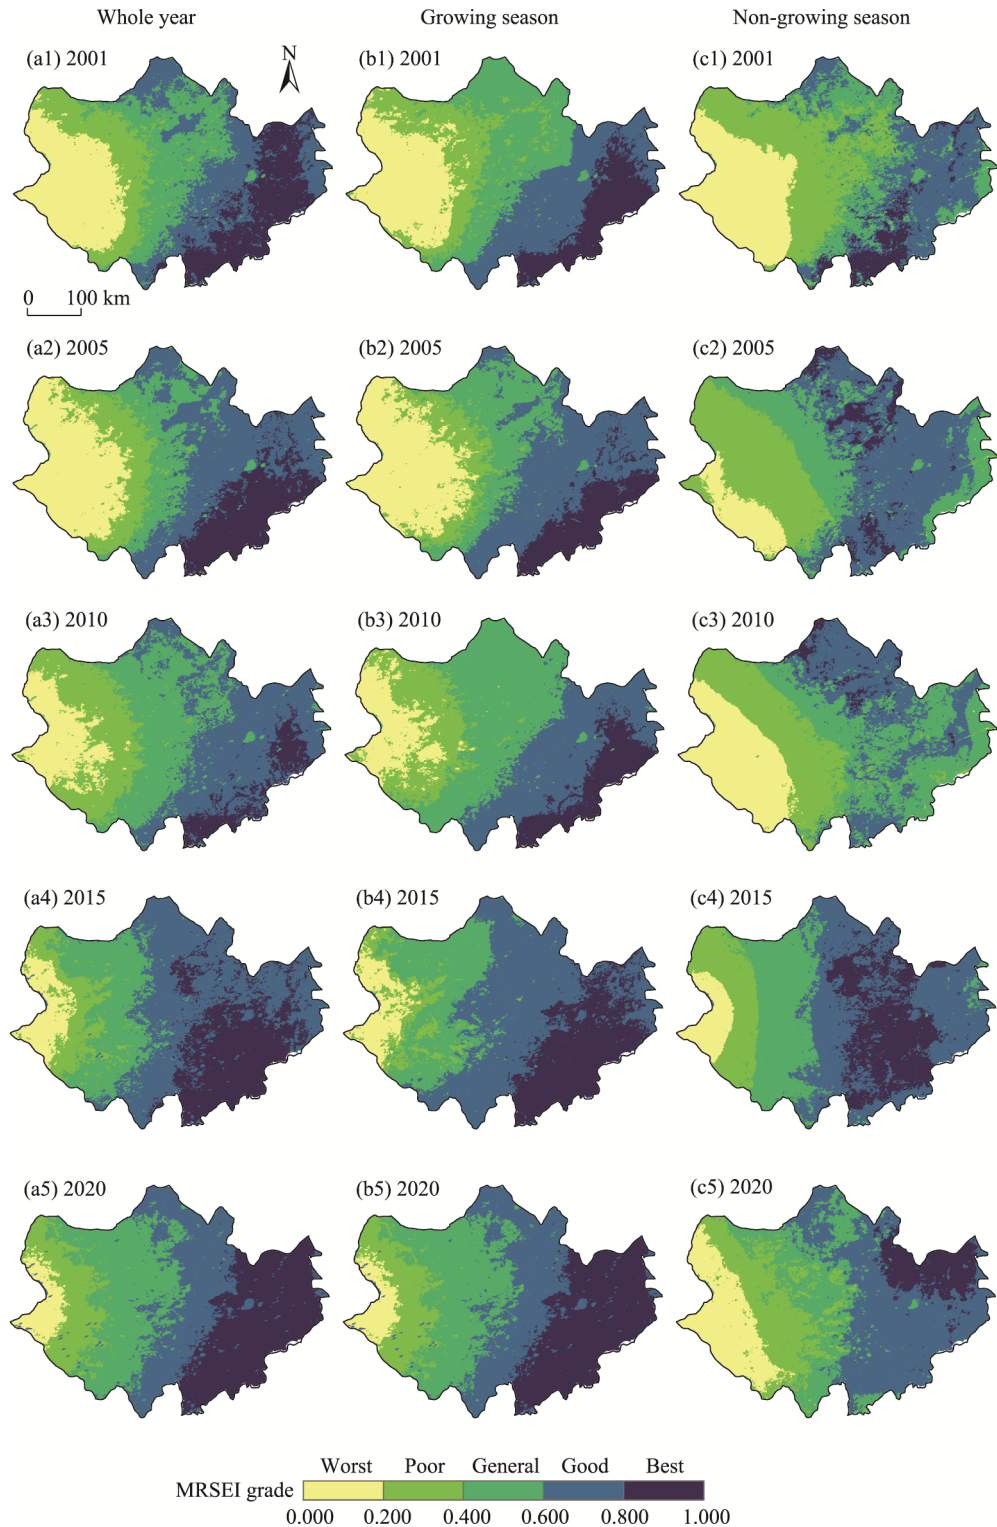 Whole year Growing season Non-growing season
(a1) 2001 N (b1) 2001 (c1) 2001
0 100 km
(a2) 2005 (b2) 2005 (c2) 2005
(a3) 2010 (b3) 2010 (c3) 2010
(a4) 2015 (b4) 2015 (c4) 2015
(a5) 2020 (b5) 2020 (c5) 2020
Worst Poor General Good Best
MRSEI grade
0.000 0.200 0.400 0.600 0.800 1.000